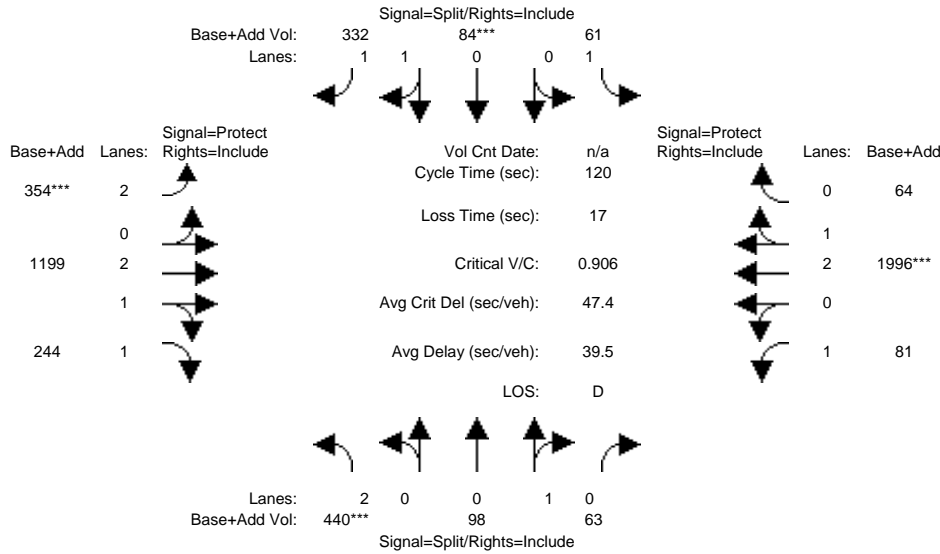 Signal=Split/Rights=Include
Base+Add Vol: 332 84*** 61
Lanes: 1 1 0 0 1
Signal=Protect Signal=Protect
Base+Add Lanes: Rights=Include Vol Cnt Date: n/a Rights=Include Lanes: Base+Add
Cycle Time (sec): 120
354*** 2 0 64
Loss Time (sec): 17
0 1
1199 2 Critical V/C: 0.906 2 1996***
1 Avg Crit Del (sec/veh): 47.4 0
244 1 Avg Delay (sec/veh): 39.5 1 81
LOS: D
Lanes: 2 0 0 1 0
Base+Add Vol: 440*** 98 63
Signal=Split/Rights=Include